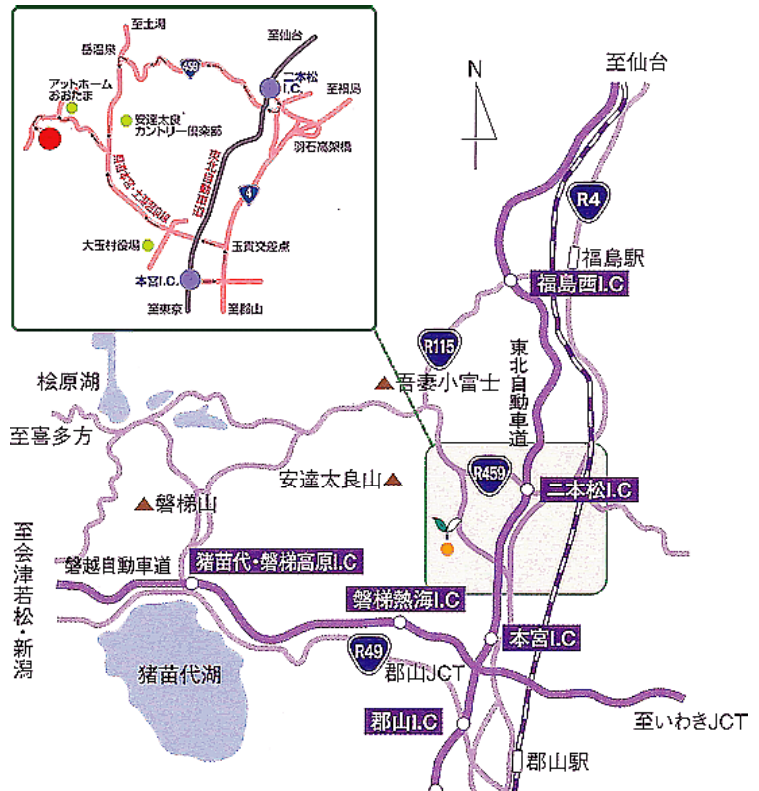 至土湯
岳温泉
至仙台
459
二本松
I.C.
至福島
アットホーム
おおたま
安達太良
カントリー倶楽部
羽石高架橋
東北自動車道
4
大玉村役場
玉貫交差点
本宮I.C.
至東京
至郡山
N
至仙台
R4
福島駅
福島西I.C
R115
東北自動車道
桧原湖
吾妻小富士
至喜多方
安達太良山
R459
二本松I.C
磐梯山
至会津若松・新潟
磐越自動車道
猪苗代・磐梯高原I.C
磐梯熱海I.C
本宮I.C
R49
郡山JCT
猪苗代湖
郡山I.C
至いわきJCT
郡山駅